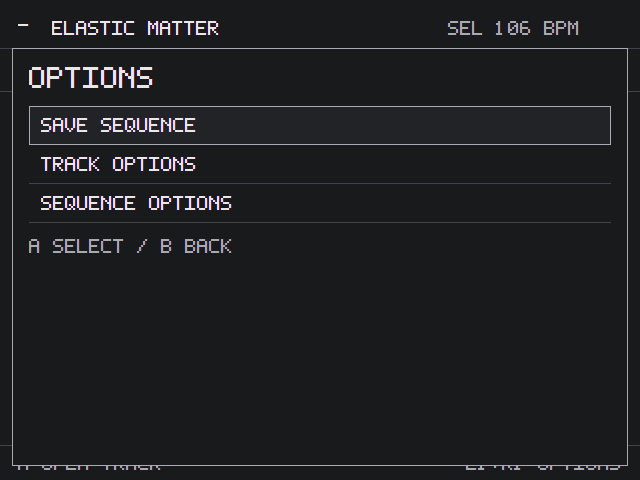 — ELASTIC MATTER SEL 106 BPM
OPTIONS
SAVE SEQUENCE
TRACK OPTIONS
SEQUENCE OPTIONS
A SELECT / B BACK